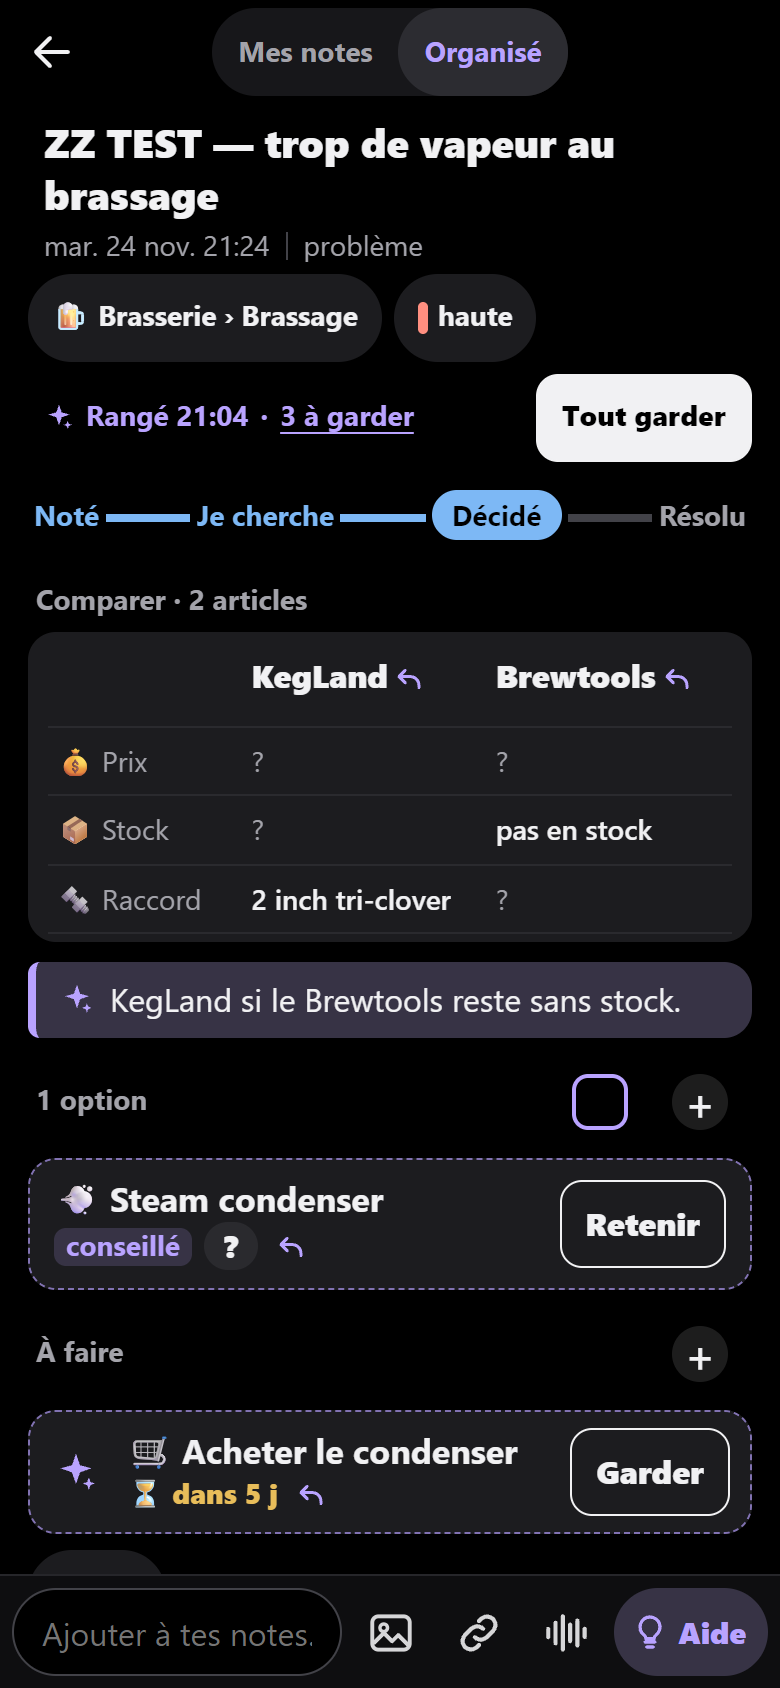 Mes notes
Organisé
ZZ TEST — trop de vapeur au
brassage
mar. 24 nov. 21:24 | problème
Brasserie › Brassage
haute
Rangé 21:04 · 3 à garder
Tout garder
Noté
Je cherche
Décidé
Résolu
Comparer · 2 articles
KegLand
Brewtools
Prix ? ?
Stock ? pas en stock
Raccord 2 inch tri-clover ?
KegLand si le Brewtools reste sans stock.
1 option
+
Steam condenser
conseillé ?
Retenir
À faire
+
Acheter le condenser
dans 5 j
Garder
Ajouter à tes notes.
Aide